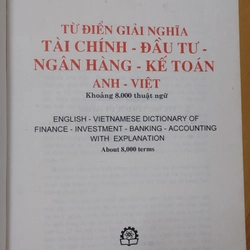 TỪ ĐIỂN GIẢI NGHĨA
TÀI CHÍNH - ĐẦU TƯ -
NGÂN HÀNG - KẾ TOÁN
ANH - VIỆT
Khoảng 8.000 thuật ngữ
ENGLISH - VIETNAMESE DICTIONARY OF
FINANCE - INVESTMENT - BANKING - ACCOUNTING
WITH EXPLANATION
About 8,000 terms